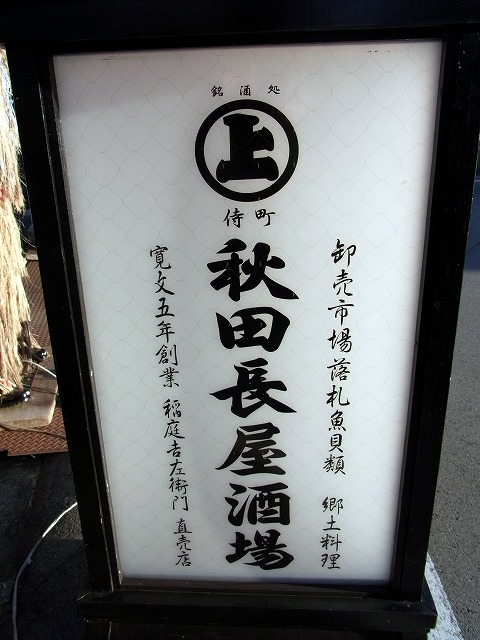 銘酒処
上
侍町
卸売市場落札魚貝類 郷土料理
秋田長屋酒場
寛文五年創業 稲庭吉左衛門 直売店